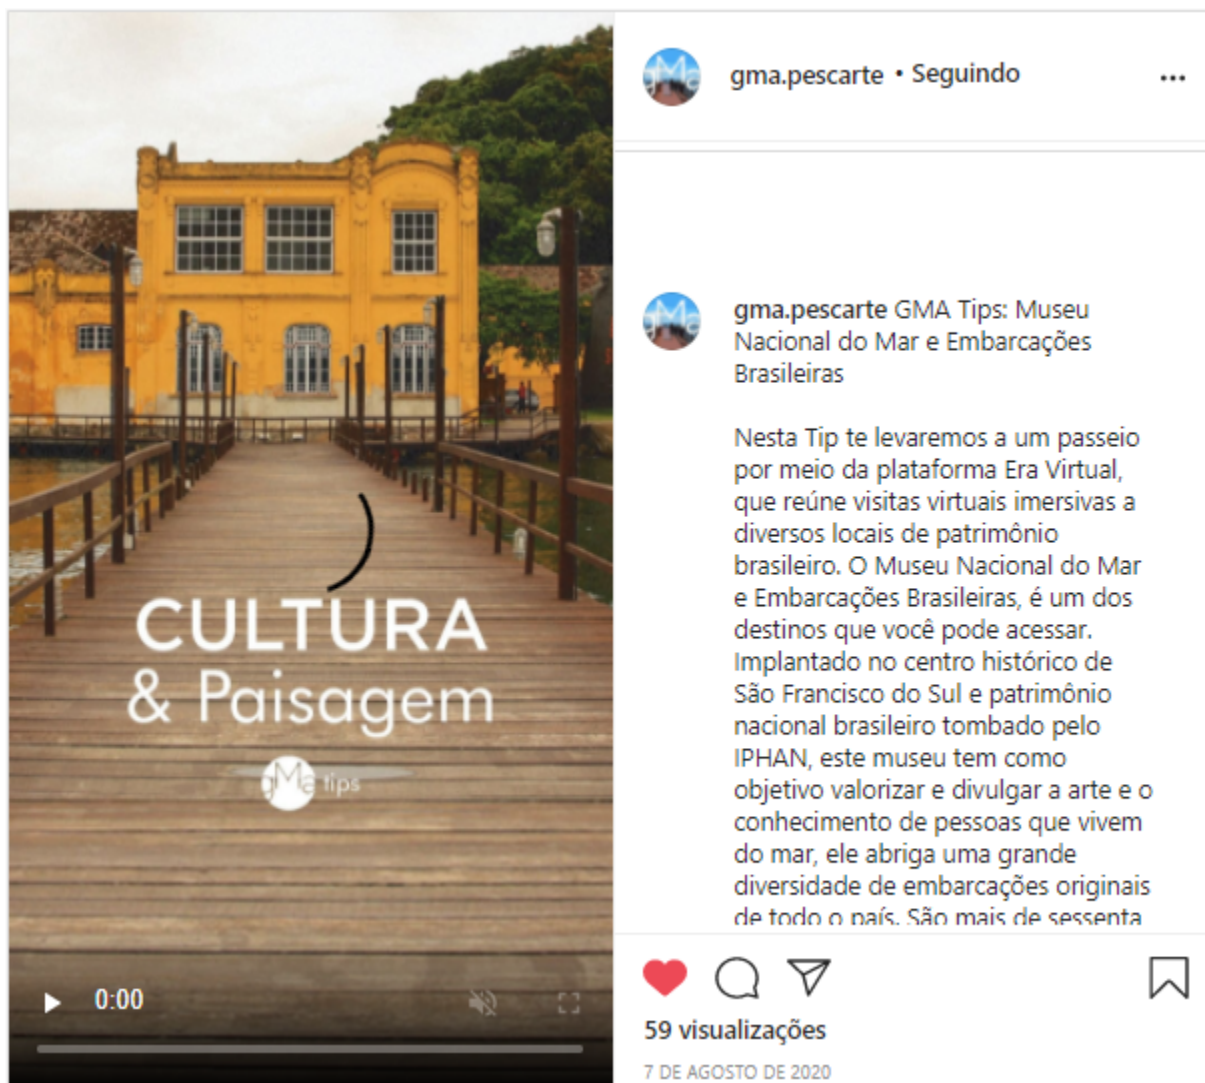 CULTURA
& Paisagem
gMa tips
0:00
gMa
gma.pescarte • Seguindo
gMa
gma.pescarte GMA Tips: Museu
Nacional do Mar e Embarcações
Brasileiras
Nesta Tip te levaremos a um passeio
por meio da plataforma Era Virtual,
que reúne visitas virtuais imersivas a
diversos locais de patrimônio
brasileiro. O Museu Nacional do Mar
e Embarcações Brasileiras, é um dos
destinos que você pode acessar.
Implantado no centro histórico de
São Francisco do Sul e patrimônio
nacional brasileiro tombado pelo
IPHAN, este museu tem como
objetivo valorizar e divulgar a arte e o
conhecimento de pessoas que vivem
do mar, ele abriga uma grande
diversidade de embarcações originais
de todo o país. São mais de sessenta
59 visualizações
7 DE AGOSTO DE 2020